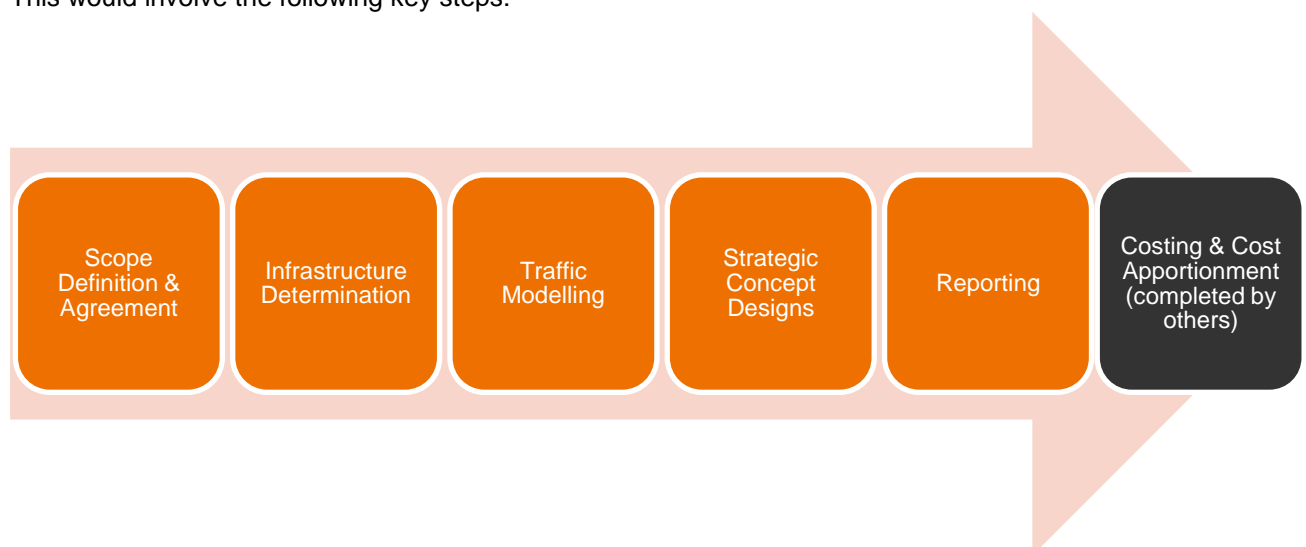 This would involve the following key steps:
Scope
Definition &
Agreement
Infrastructure
Determination
Traffic
Modelling
Strategic
Concept
Designs
Reporting
Costing & Cost
Apportionment
(completed by
others)